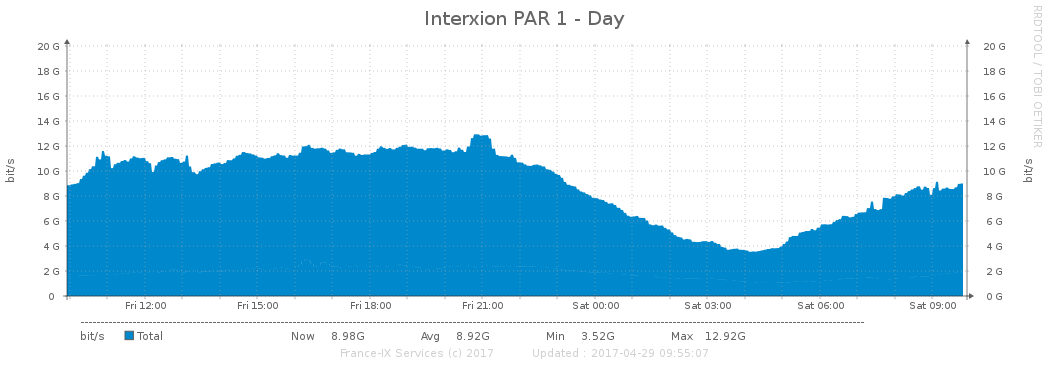 Interxion PAR 1 - Day
RRDTOOL / TOBI OETIKER
bit/s
20 G 20 G
18 G 18 G
16 G 16 G
14 G 14 G
12 G 12 G
10 G 10 G
8 G 8 G
6 G 6 G
4 G 4 G
2 G 2 G
0 0 G
bit/s
Fri 12:00 Fri 15:00 Fri 18:00 Fri 21:00 Sat 00:00 Sat 03:00 Sat 06:00 Sat 09:00
bit/s Total Now 8.98G Avg 8.92G Min 3.52G Max 12.92G
France-IX Services (c) 2017 Updated : 2017-04-29 09:55:07